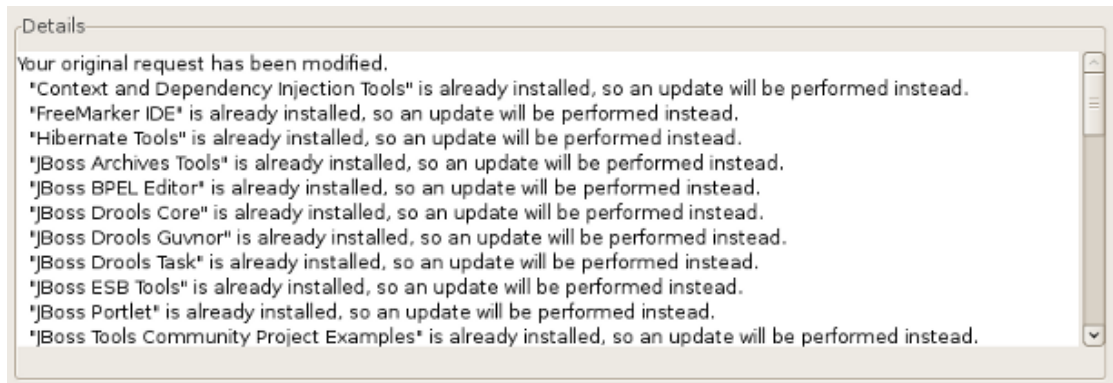 Details
Your original request has been modified.
"Context and Dependency Injection Tools" is already installed, so an update will be performed instead.
"FreeMarker IDE" is already installed, so an update will be performed instead.
"Hibernate Tools" is already installed, so an update will be performed instead.
"JBoss Archives Tools" is already installed, so an update will be performed instead.
"JBoss BPEL Editor" is already installed, so an update will be performed instead.
"JBoss Drools Core" is already installed, so an update will be performed instead.
"JBoss Drools Guvnor" is already installed, so an update will be performed instead.
"JBoss Drools Task" is already installed, so an update will be performed instead.
"JBoss ESB Tools" is already installed, so an update will be performed instead.
"JBoss Portlet" is already installed, so an update will be performed instead.
"JBoss Tools Community Project Examples" is already installed, so an update will be performed instead.